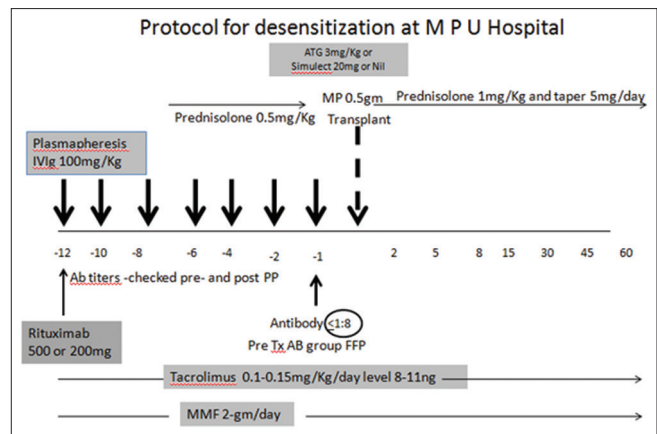 Protocol for desensitization at M P U Hospital
ATG 3mg/Kg or
Simulect 20mg or Nil
MP 0.5gm
Prednisolone 1mg/Kg and taper 5mg/day
Prednisolone 0.5mg/Kg
Transplant
Plasmapheresis
IVIg 100mg/Kg
-12 -10 -8 -6 -4 -2 -1 2 5 8 15 30 45 60
Ab titers -checked pre- and post PP
Rituximab
500 or 200mg
Antibody ≤1:8
Pre Tx AB group FFP
Tacrolimus 0.1-0.15mg/Kg/day level 8-11ng
MMF 2-gm/day